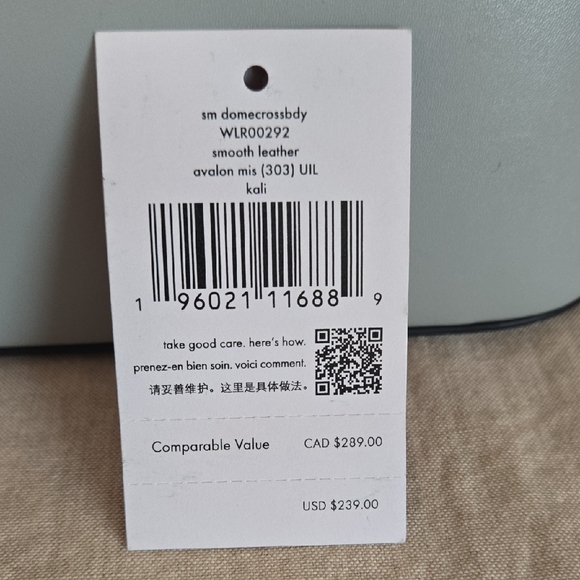 sm domecrossbdy
WLR00292
smooth leather
avalon mis (303) UIL
kali
1 96021 11688 9
take good care. here's how.
prenez-en bien soin. voici comment.
请妥善维护。这里是具体做法。
Comparable Value CAD $289.00
USD $239.00